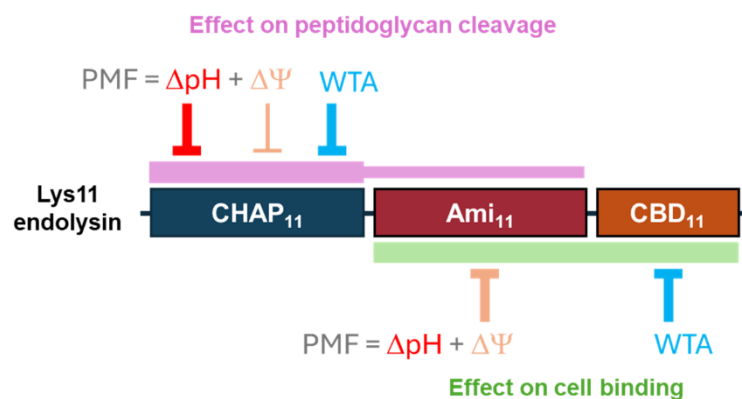 Effect on peptidoglycan cleavage
PMF = ΔpH + ΔΨ WTA
Lys11
endolysin
CHAP₁₁ Ami₁₁ CBD₁₁
PMF = ΔpH + ΔΨ WTA
Effect on cell binding